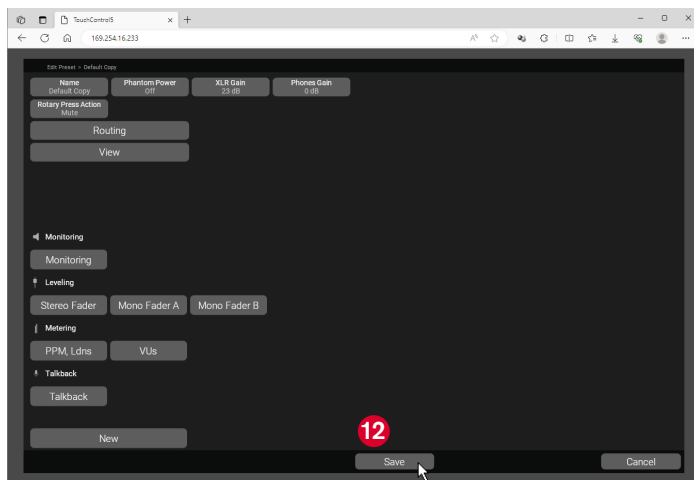 TouchControl5
169.254.16.233
Edit Preset > Default Copy
Name Phantom Power XLR Gain Phones Gain
Default Copy Off 23 dB 0 dB
Rotary Press Action
Mute
Routing
View
Monitoring
Monitoring
Leveling
Stereo Fader Mono Fader A Mono Fader B
Metering
PPM, Ldns VUs
Talkback
Talkback
New
12
Save Cancel